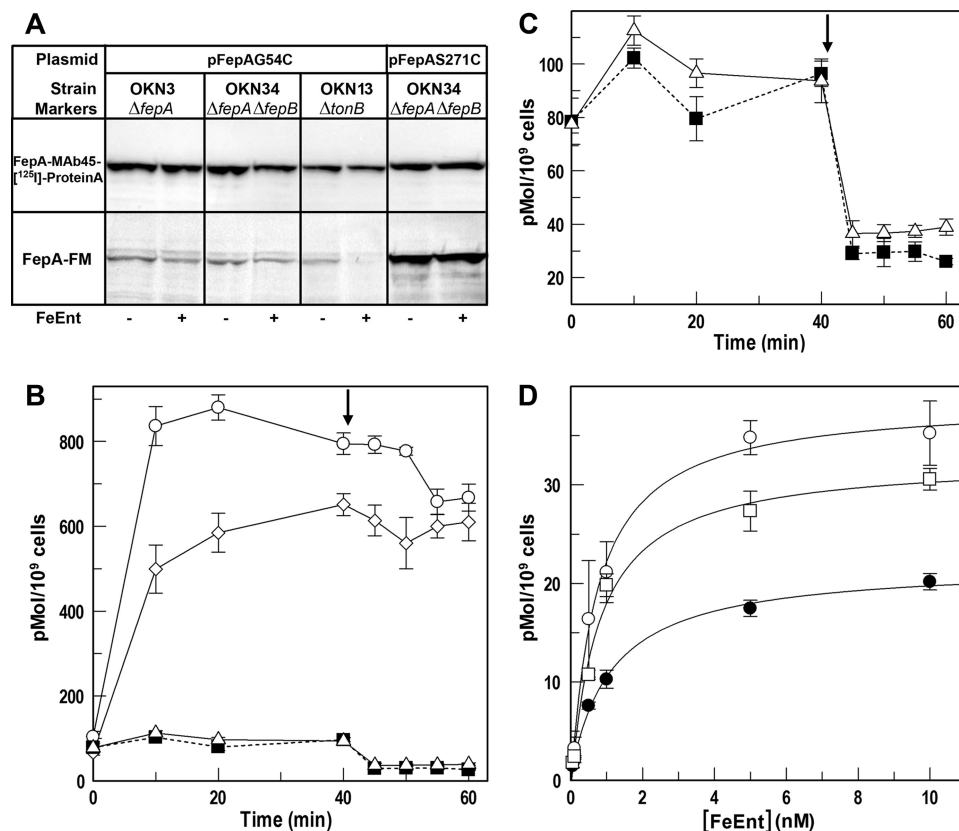 A
Plasmid pFepAG54C pFepAS271C
Strain OKN3 OKN34 OKN13 OKN34
Markers ΔfepA ΔfepA ΔfepB ΔtonB ΔfepA ΔfepB
FepA-MAb45-
[¹²⁵I]-ProteinA
FepA-FM
FeEnt - + - + - + - +
B
pMol/10⁹ cells
800
600
400
200
0
0 20 40 60
Time (min)
C
pMol/10⁹ cells
100
80
60
40
20
0 20 40 60
Time (min)
D
pMol/10⁹ cells
30
20
10
0
0 2 4 6 8 10
[FeEnt] (nM)